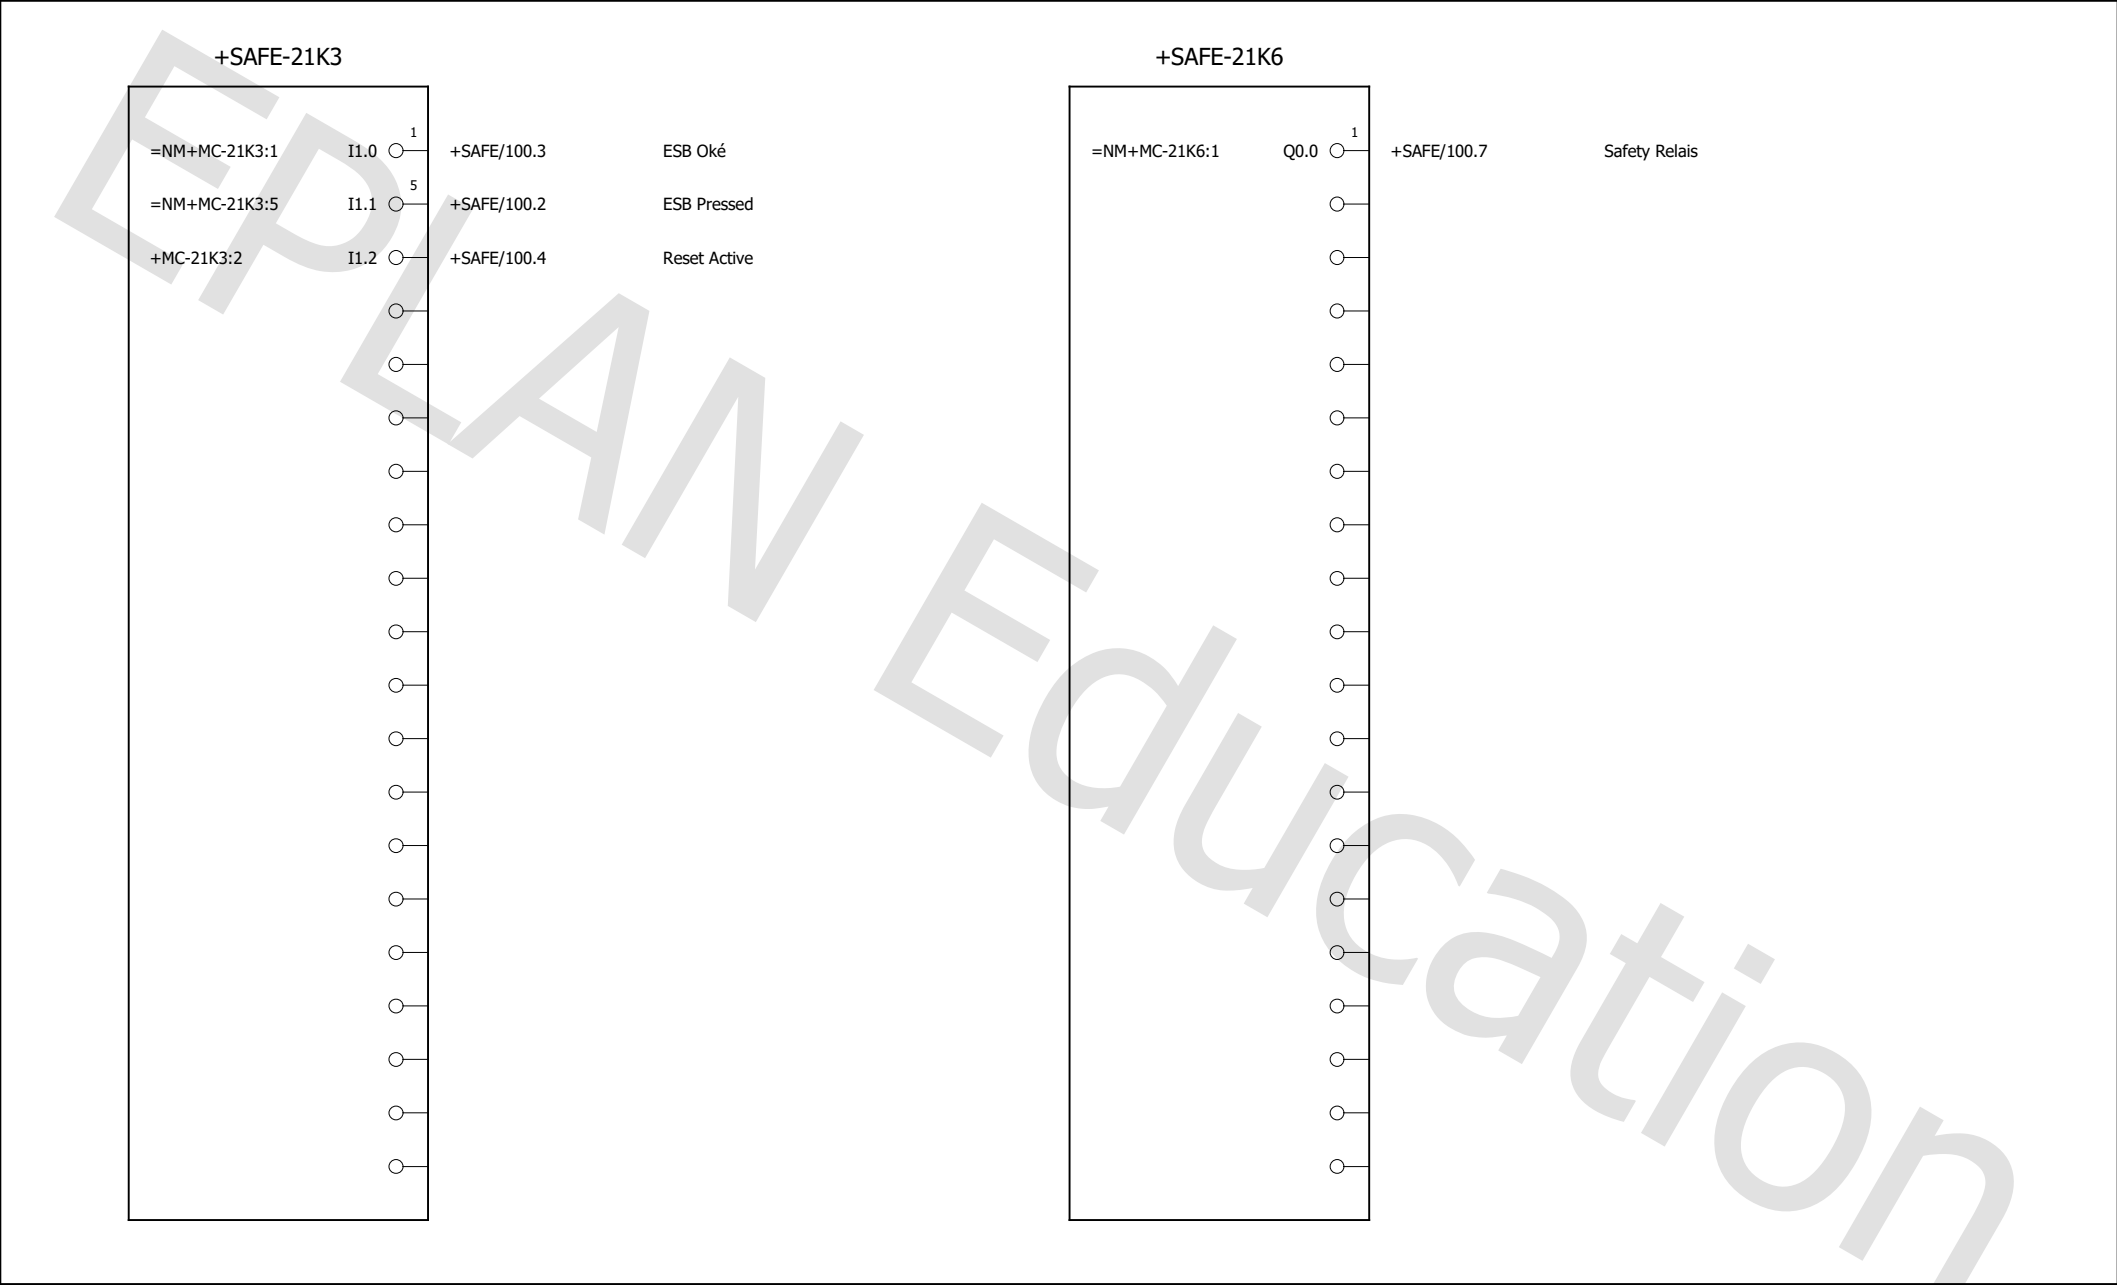 +SAFE-21K3
1
=NM+MC-21K3:1 I1.0 +SAFE/100.3 ESB Oké
5
=NM+MC-21K3:5 I1.1 +SAFE/100.2 ESB Pressed
+MC-21K3:2 I1.2 +SAFE/100.4 Reset Active
+SAFE-21K6
1
=NM+MC-21K6:1 Q0.0 +SAFE/100.7 Safety Relais
EPLAN Education